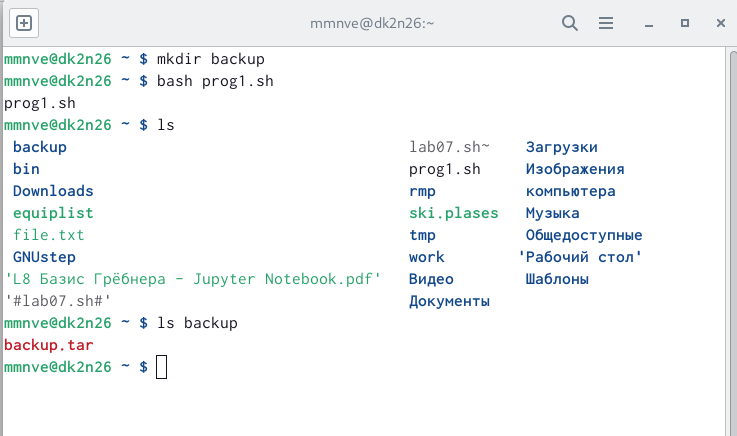 mmnve@dk2n26:~
mmnve@dk2n26 ~ $ mkdir backup
mmnve@dk2n26 ~ $ bash prog1.sh
prog1.sh
mmnve@dk2n26 ~ $ ls
backup lab07.sh~ Загрузки
bin prog1.sh Изображения
Downloads rmp компьютера
equiplist ski.plases Музыка
file.txt tmp Общедоступные
GNUstep work 'Рабочий стол'
'L8 Базис Грёбнера - Jupyter Notebook.pdf' Видео Шаблоны
'#lab07.sh#' Документы
mmnve@dk2n26 ~ $ ls backup
backup.tar
mmnve@dk2n26 ~ $